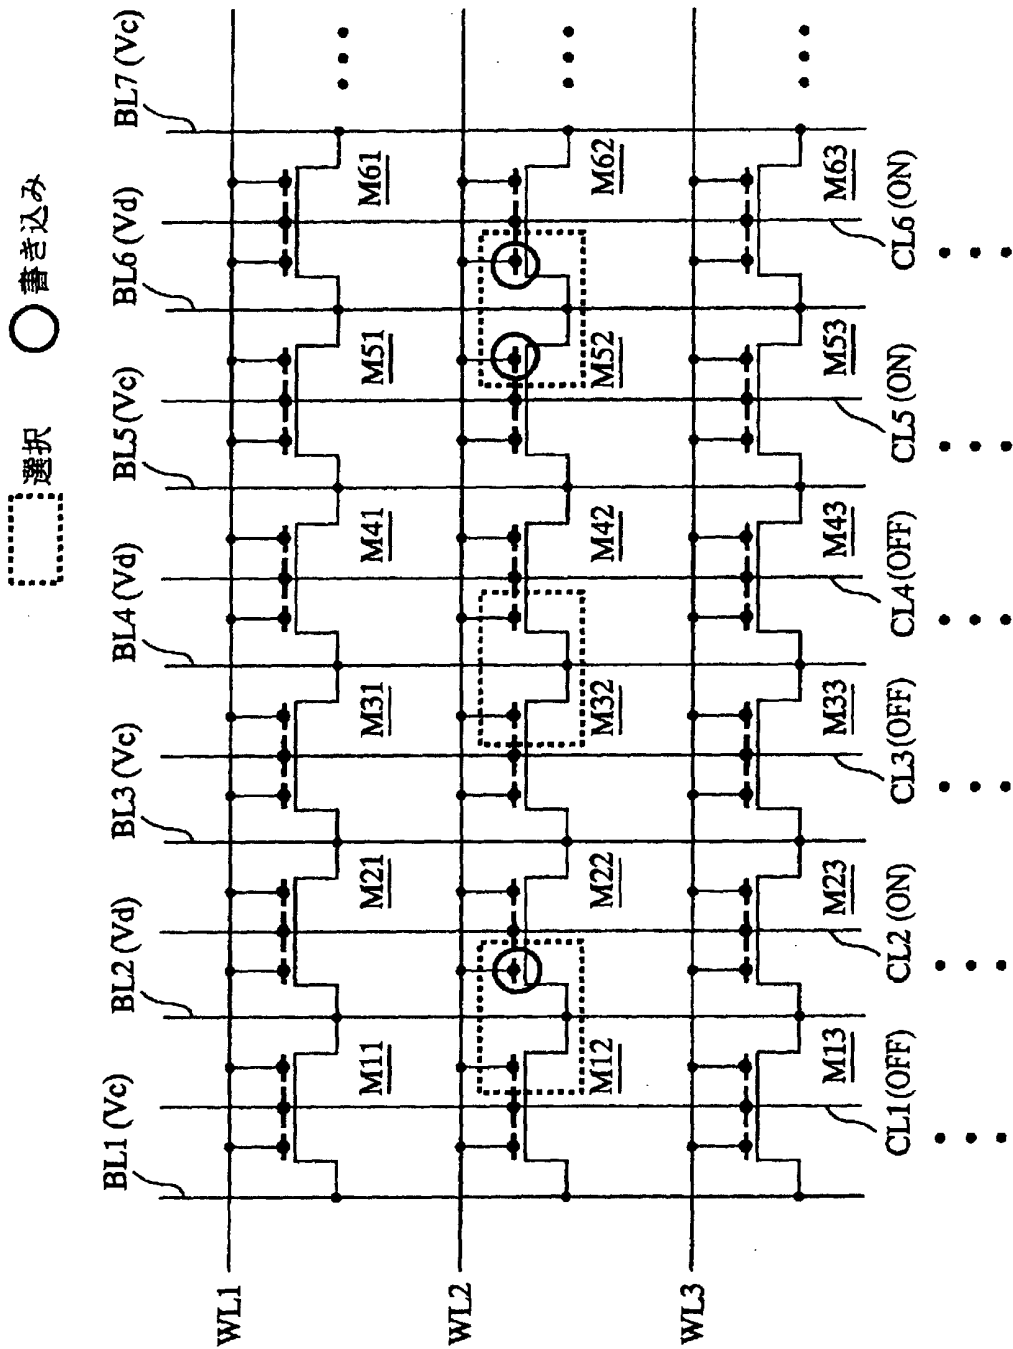 選択
書き込み
BL1 (Vc)
BL2 (Vd)
BL3 (Vc)
BL4 (Vd)
BL5 (Vc)
BL6 (Vd)
BL7 (Vc)
WL1
M11
M21
M31
M41
M51
M61
WL2
M12
M22
M32
M42
M52
M62
WL3
M13
M23
M33
M43
M53
M63
CL1 (OFF)
CL2 (ON)
CL3 (OFF)
CL4 (OFF)
CL5 (ON)
CL6 (ON)